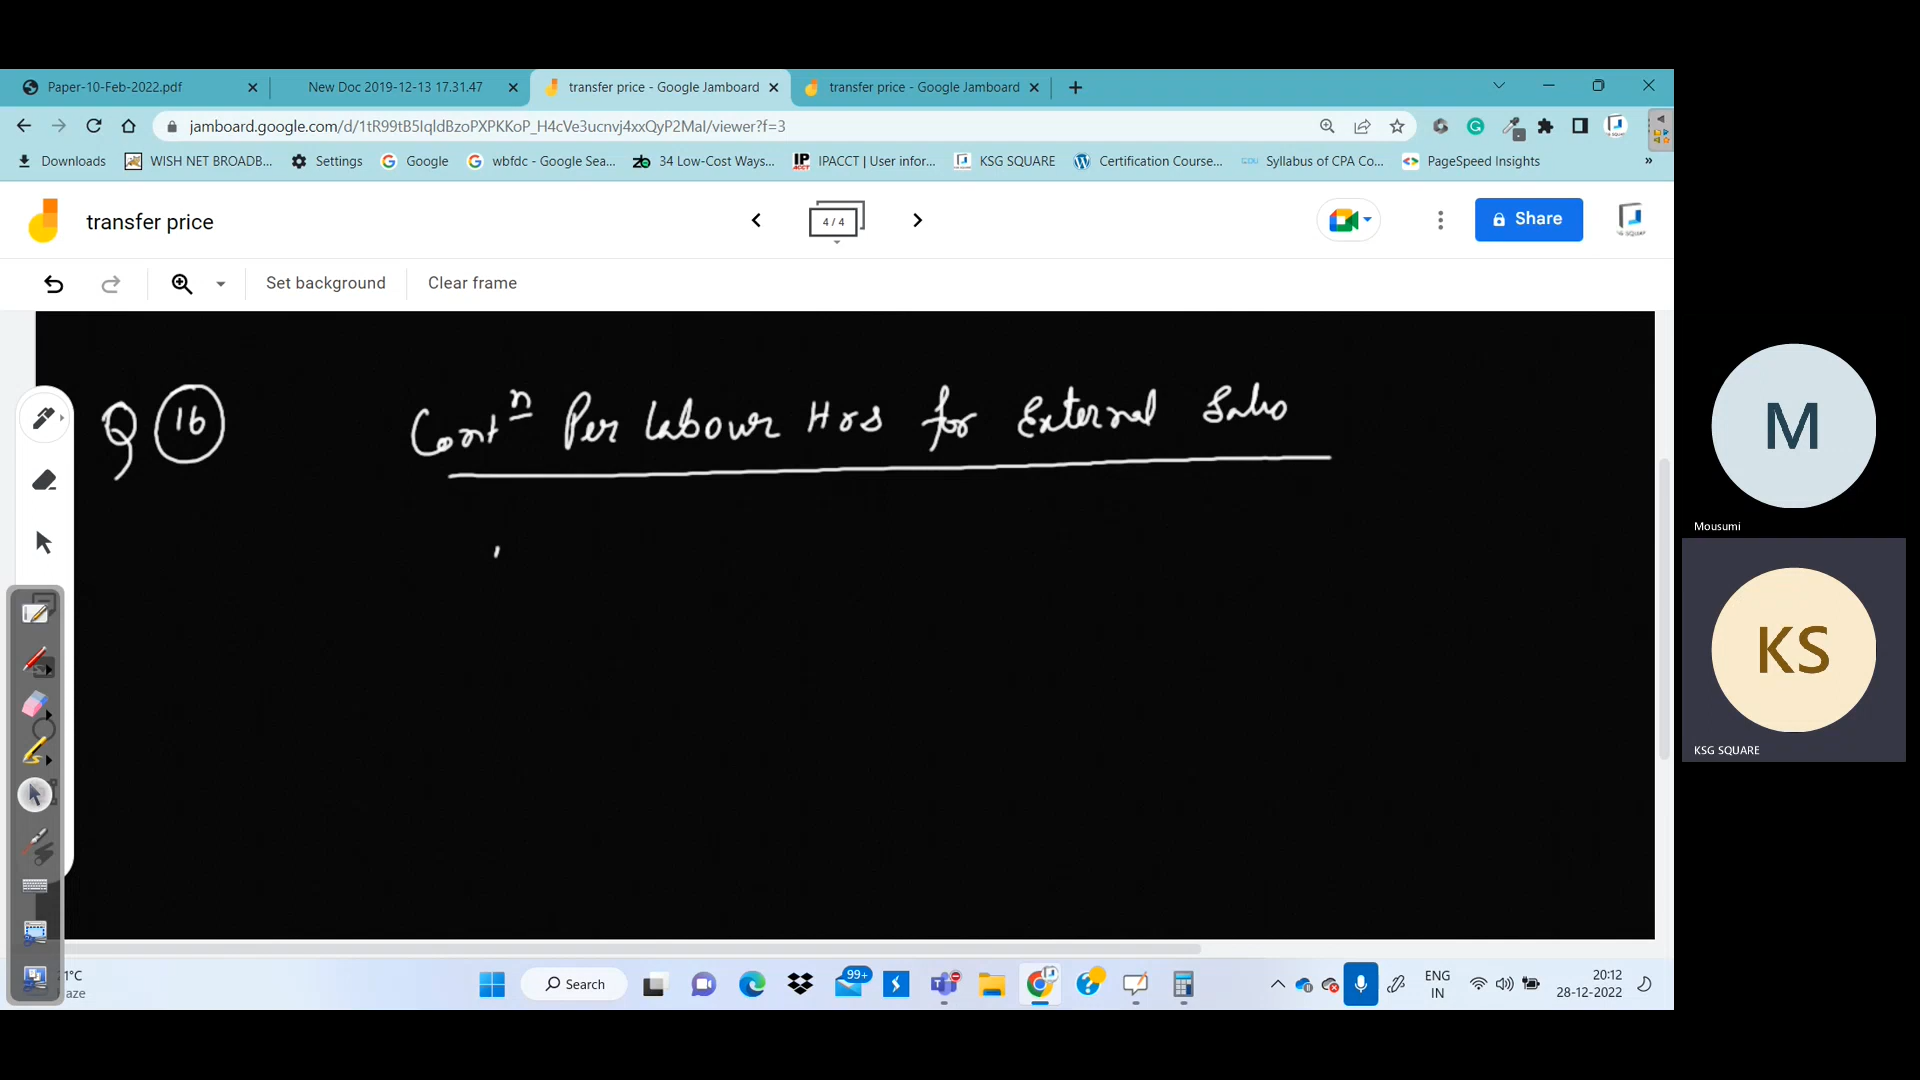 Paper-10-Feb-2022.pdf
New Doc 2019-12-13 17.31.47
transfer price - Google Jamboard
transfer price - Google Jamboard
jamboard.google.com/d/1tR99tB5IqldBzoPXPKKoP_H4cVe3ucnvj4xxQyP2MaI/viewer?f=3
Downloads
WISH NET BROADB...
Settings
Google
wbfdc - Google Sea...
34 Low-Cost Ways...
IPACCT | User infor...
KSG SQUARE
Certification Course...
Syllabus of CPA Co...
PageSpeed Insights
»
transfer price
4 / 4
Share
Set background
Clear frame
Q 16
Contn Per Labour Hrs for External Sales
M
Mousumi
KS
KSG SQUARE
1°C
aze
Search
99+
ENG
IN
20:12
28-12-2022